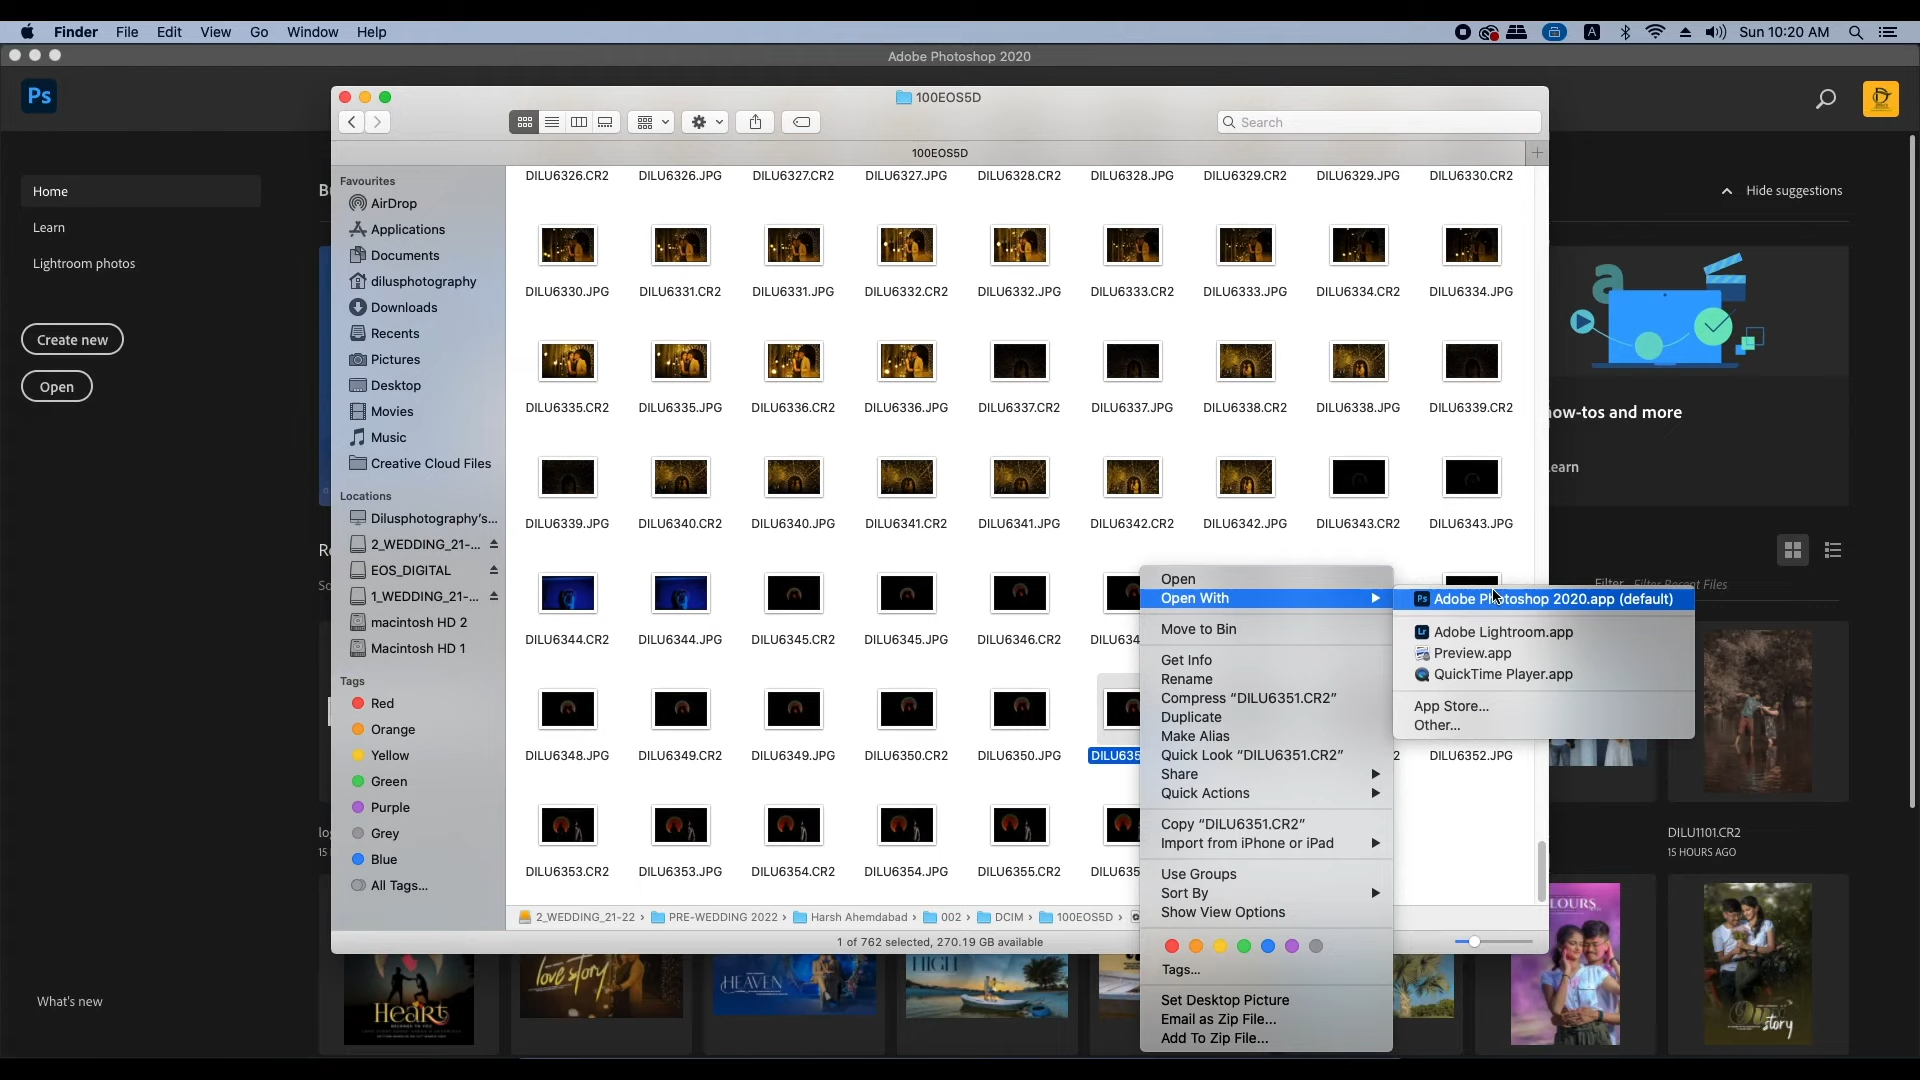 Finder File Edit View Go Window Help
A Sun 10:20 AM
Adobe Photoshop 2020
Ps
100EOS5D
Search
100EOS5D
Home
Learn
Lightroom photos
Create new
Open
What's new
Hide suggestions
Favourites
AirDrop
Applications
Documents
dilusphotography
Downloads
Recents
Pictures
Desktop
Movies
Music
Creative Cloud Files
Locations
Dilusphotography's...
2_WEDDING_21-...
EOS_DIGITAL
1_WEDDING_21-...
macintosh HD 2
Macintosh HD 1
Tags
Red
Orange
Yellow
Green
Purple
Grey
Blue
All Tags...
DILU6326.CR2 DILU6326.JPG DILU6327.CR2 DILU6327.JPG DILU6328.CR2 DILU6328.JPG DILU6329.CR2 DILU6329.JPG DILU6330.CR2
DILU6330.JPG DILU6331.CR2 DILU6331.JPG DILU6332.CR2 DILU6332.JPG DILU6333.CR2 DILU6333.JPG DILU6334.CR2 DILU6334.JPG
DILU6335.CR2 DILU6335.JPG DILU6336.CR2 DILU6336.JPG DILU6337.CR2 DILU6337.JPG DILU6338.CR2 DILU6338.JPG DILU6339.CR2
DILU6339.JPG DILU6340.CR2 DILU6340.JPG DILU6341.CR2 DILU6341.JPG DILU6342.CR2 DILU6342.JPG DILU6343.CR2 DILU6343.JPG
DILU6344.CR2 DILU6344.JPG DILU6345.CR2 DILU6345.JPG DILU6346.CR2 DILU634
DILU6348.JPG DILU6349.CR2 DILU6349.JPG DILU6350.CR2 DILU6350.JPG DILU635 2 DILU6352.JPG
DILU6353.CR2 DILU6353.JPG DILU6354.CR2 DILU6354.JPG DILU6355.CR2 DILU635
2_WEDDING_21-22 › PRE-WEDDING 2022 › Harsh Ahemdabad › 002 › DCIM › 100EOS5D ›
1 of 762 selected, 270.19 GB available
Open
Open With
Move to Bin
Get Info
Rename
Compress “DILU6351.CR2”
Duplicate
Make Alias
Quick Look “DILU6351.CR2”
Share
Quick Actions
Copy “DILU6351.CR2”
Import from iPhone or iPad
Use Groups
Sort By
Show View Options
Tags...
Set Desktop Picture
Email as Zip File...
Add To Zip File...
Ps Adobe Photoshop 2020.app (default)
Lr Adobe Lightroom.app
Preview.app
QuickTime Player.app
App Store...
Other...
ow-tos and more
earn
Filter Filter Recent Files
DILU1101.CR2
15 HOURS AGO
Heart
love story
HEAVEN
HIGH
LOURS
story